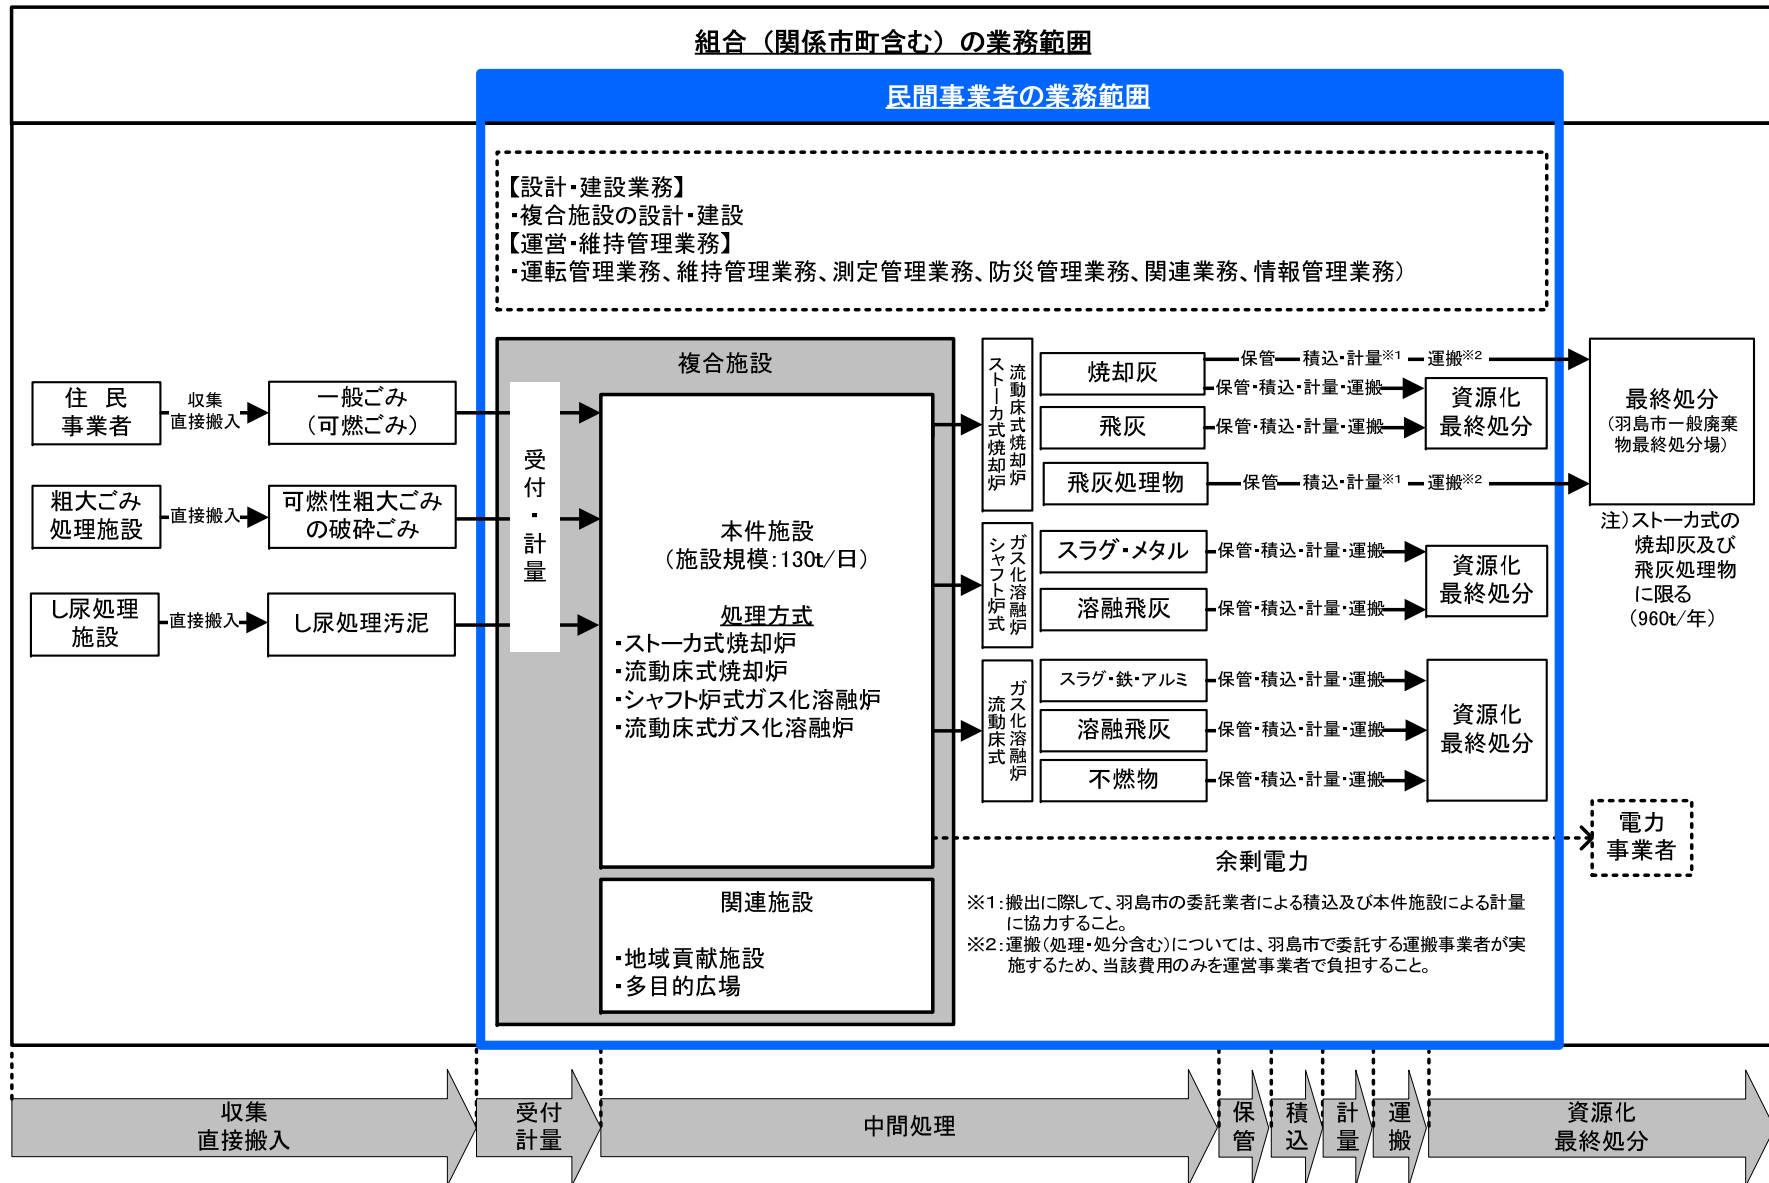 組合（関係市町含む）の業務範囲
民間事業者の業務範囲
【設計・建設業務】
・複合施設の設計・建設
【運営・維持管理業務】
・運転管理業務、維持管理業務、測定管理業務、防災管理業務、関連業務、情報管理業務）
住　民
事業者
収集
直接搬入
一般ごみ
（可燃ごみ）
粗大ごみ
処理施設
直接搬入
可燃性粗大ごみ
の破砕ごみ
し尿処理
施設
直接搬入
し尿処理汚泥
複合施設
受付・計量
本件施設
（施設規模：130t/日）
処理方式
・ストーカ式焼却炉
・流動床式焼却炉
・シャフト炉式ガス化溶融炉
・流動床式ガス化溶融炉
関連施設
・地域貢献施設
・多目的広場
流動床式焼却炉
ストーカ式焼却炉
焼却灰
保管
積込・計量※1
運搬※2
保管・積込・計量・運搬
飛灰
保管・積込・計量・運搬
資源化
最終処分
飛灰処理物
保管
積込・計量※1
運搬※2
最終処分
（羽島市一般廃棄
物最終処分場）
注）ストーカ式の
焼却灰及び
飛灰処理物
に限る
（960t/年）
ガス化溶融炉
シャフト炉式
スラグ・メタル
保管・積込・計量・運搬
溶融飛灰
保管・積込・計量・運搬
資源化
最終処分
ガス化溶融炉
流動床式
スラグ・鉄・アルミ
保管・積込・計量・運搬
溶融飛灰
保管・積込・計量・運搬
不燃物
保管・積込・計量・運搬
資源化
最終処分
余剰電力
電力
事業者
※1：搬出に際して、羽島市の委託業者による積込及び本件施設による計量
に協力すること。
※2：運搬（処理・処分含む）については、羽島市で委託する運搬事業者が実
施するため、当該費用のみを運営事業者で負担すること。
収集
直接搬入
受付
計量
中間処理
保管
積込
計量
運搬
資源化
最終処分